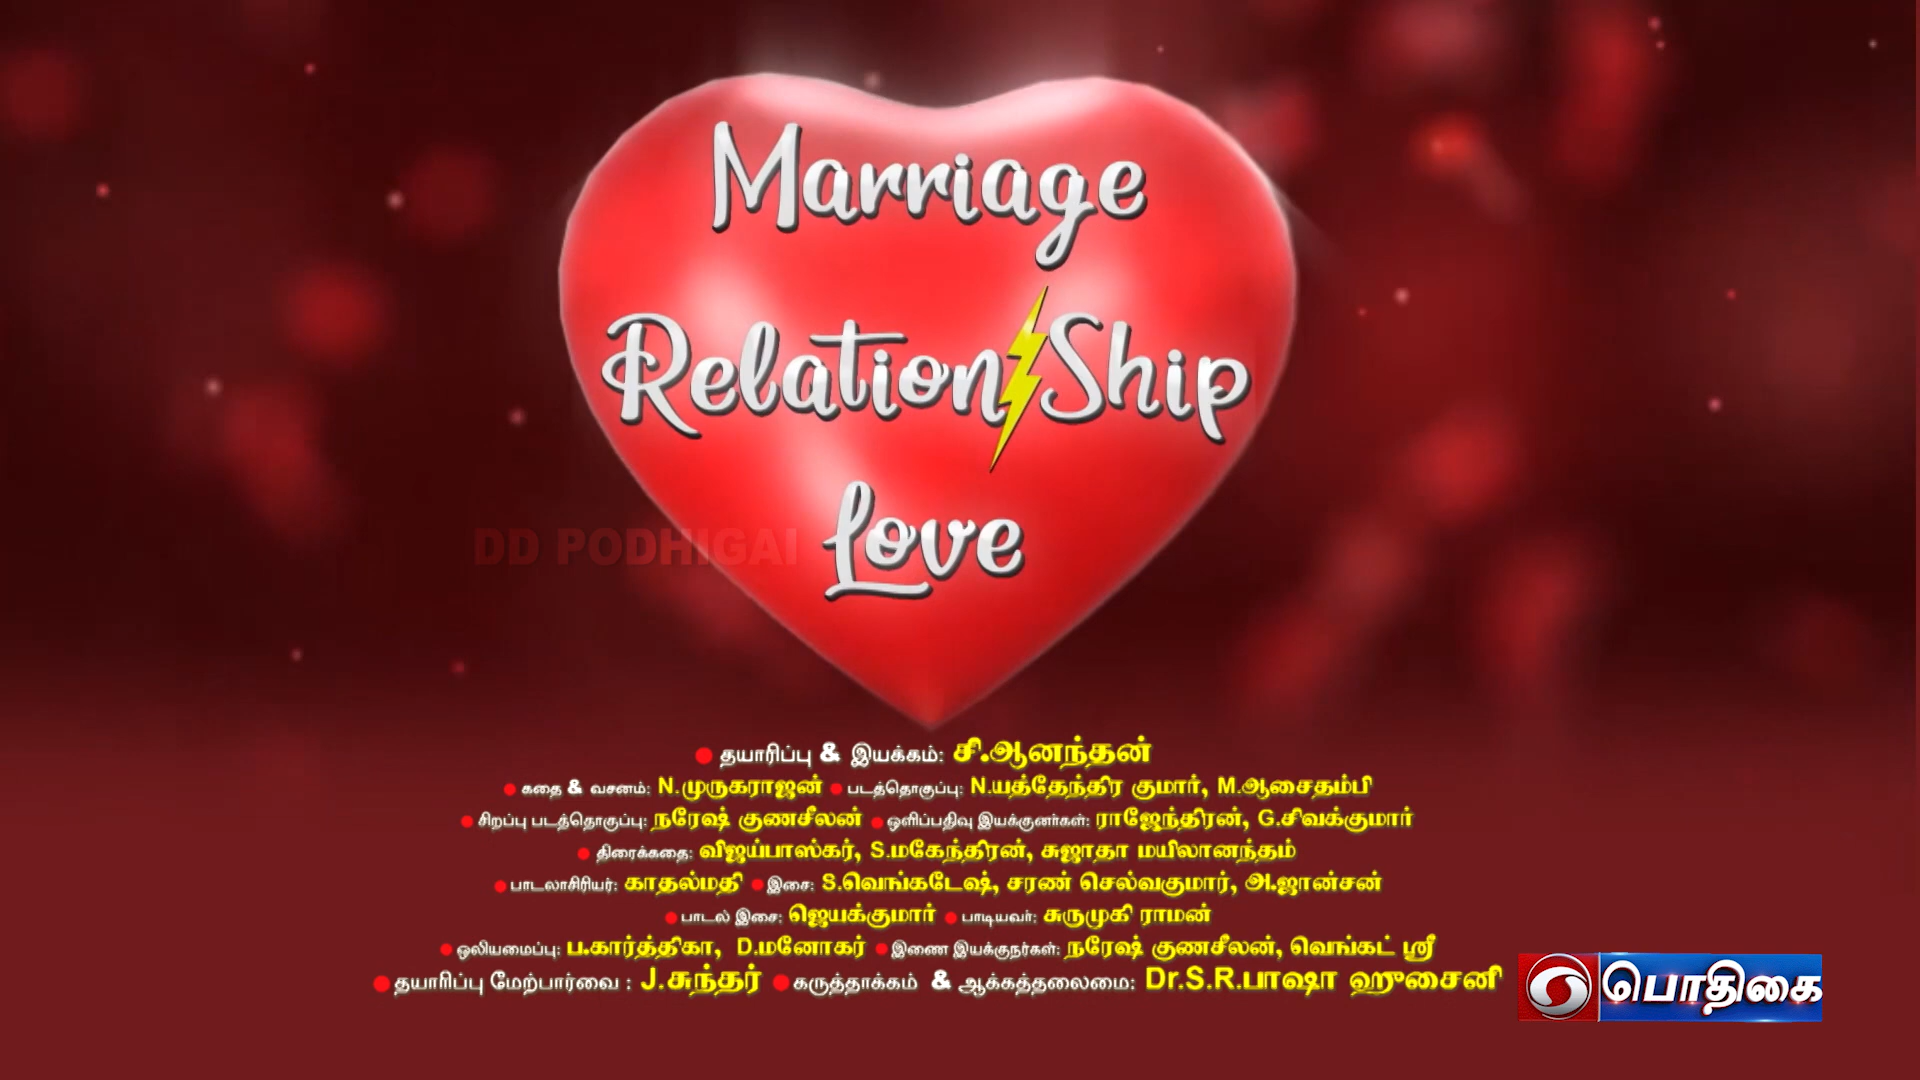 Marriage
Relation Ship
Love
DD PODHIGAI
தயாரிப்பு & இயக்கம்: சி.ஆனந்தன்
கதை & வசனம்: N.முருகராஜன் படத்தொகுப்பு: N.யத்தேந்திர குமார், M.ஆசைதம்பி
சிறப்பு படத்தொகுப்பு: நரேஷ் குணசீலன் ஒளிப்பதிவு இயக்குனர்கள்: ராஜேந்திரன், G.சிவக்குமார்
திரைக்கதை: விஜய்பாஸ்கர், S.மகேந்திரன், சுஜாதா மயிலானந்தம்
பாடலாசிரியர்: காதல்மதி இசை: S.வெங்கடேஷ், சரண் செல்வகுமார், அ.ஜான்சன்
பாடல் இசை: ஜெயக்குமார் பாடியவர்: சுருமுகி ராமன்
ஒலியமைப்பு: ப.கார்த்திகா, D.மனோகர் இணை இயக்குநர்கள்: நரேஷ் குணசீலன், வெங்கட் ஸ்ரீ
தயாரிப்பு மேற்பார்வை : J.சுந்தர் கருத்தாக்கம் & ஆக்கத்தலைமை: Dr.S.R.பாஷா ஹுசைனி
பொதிகை